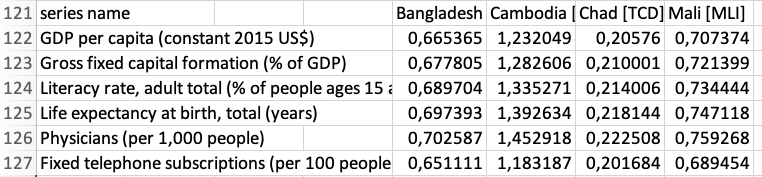 121 series name Bangladesh Cambodia [ Chad [TCD] Mali [MLI]
122 GDP per capita (constant 2015 US$) 0,665365 1,232049 0,20576 0,707374
123 Gross fixed capital formation (% of GDP) 0,677805 1,282606 0,210001 0,721399
124 Literacy rate, adult total (% of people ages 15 a 0,689704 1,335271 0,214006 0,734444
125 Life expectancy at birth, total (years) 0,697393 1,392634 0,218144 0,747118
126 Physicians (per 1,000 people) 0,702587 1,452918 0,222508 0,759268
127 Fixed telephone subscriptions (per 100 people 0,651111 1,183187 0,201684 0,689454